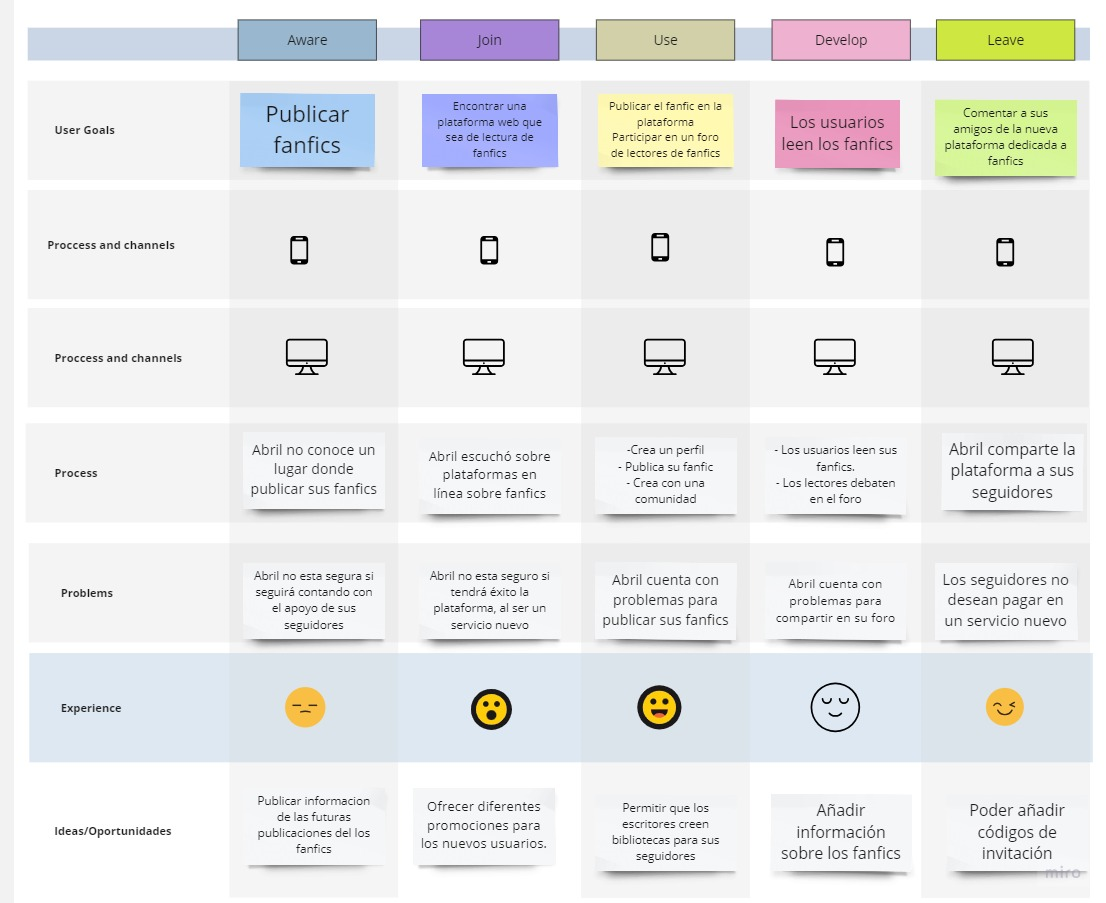 Aware
Join
Use
Develop
Leave
User Goals
Publicar
fanfics
Encontrar una
plataforma web que
sea de lectura de
fanfics
Publicar el fanfic en la
plataforma
Participar en un foro
de lectores de fanfics
Los usuarios
leen los fanfics
Comentar a sus
amigos de la nueva
plataforma dedicada a
fanfics
Proccess and channels
Proccess and channels
Process
Abril no conoce un
lugar donde
publicar sus fanfics
Abril escuchó sobre
plataformas en
línea sobre fanfics
-Crea un perfil
- Publica su fanfic
- Crea con una
comunidad
- Los usuarios leen sus
fanfics.
- Los lectores debaten
en el foro
Abril comparte la
plataforma a sus
seguidores
Problems
Abril no esta segura si
seguirá contando con
el apoyo de sus
seguidores
Abril no esta seguro si
tendrá éxito la
plataforma, al ser un
servicio nuevo
Abril cuenta con
problemas para
publicar sus fanfics
Abril cuenta con
problemas para
compartir en su foro
Los seguidores no
desean pagar en
un servicio nuevo
Experience
Ideas/Oportunidades
Publicar informacion
de las futuras
publicaciones del los
fanfics
Ofrecer diferentes
promociones para
los nuevos usuarios.
Permitir que los
escritores creen
bibliotecas para sus
seguidores
Añadir
información
sobre los fanfics
Poder añadir
códigos de
invitación
miro